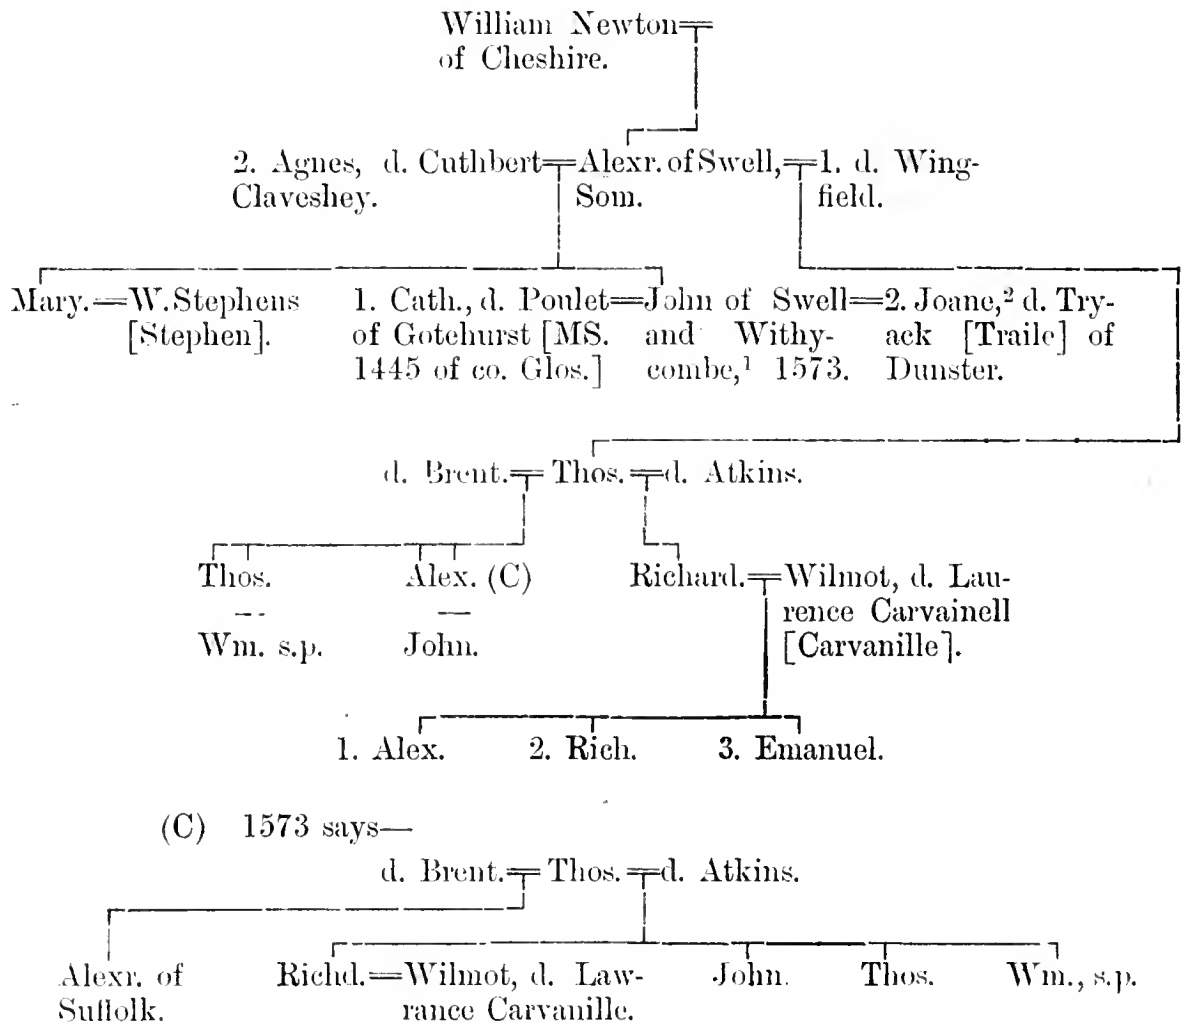 William Newton
of Cheshire.
2. Agnes, d. Cuthbert Alexr. of Swell, 1. d. Wing-
Claveshey. Som. field.
Mary. W. Stephens 1. Cath., d. Poulet John of Swell 2. Joane,² d. Try-
[Stephen]. of Gotehurst [MS. and Withy- ack [Traile] of
1445 of co. Glos.] combe,¹ 1573. Dunster.
d. Brent. Thos. d. Atkins.
Thos. Alex. (C) Richard. Wilmot, d. Lau-
rence Carvainell
Wm. s.p. John. [Carvanille].
1. Alex. 2. Rich. 3. Emanuel.
(C) 1573 says—
d. Brent. Thos. d. Atkins.
Alexr. of Richd. Wilmot, d. Law- John. Thos. Wm., s.p.
Suffolk. rance Carvanille.